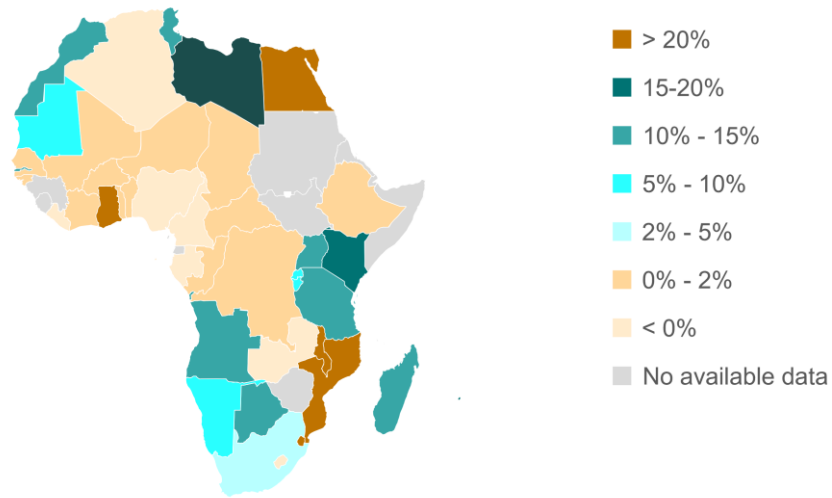 > 20%
15-20%
10% - 15%
5% - 10%
2% - 5%
0% - 2%
< 0%
No available data